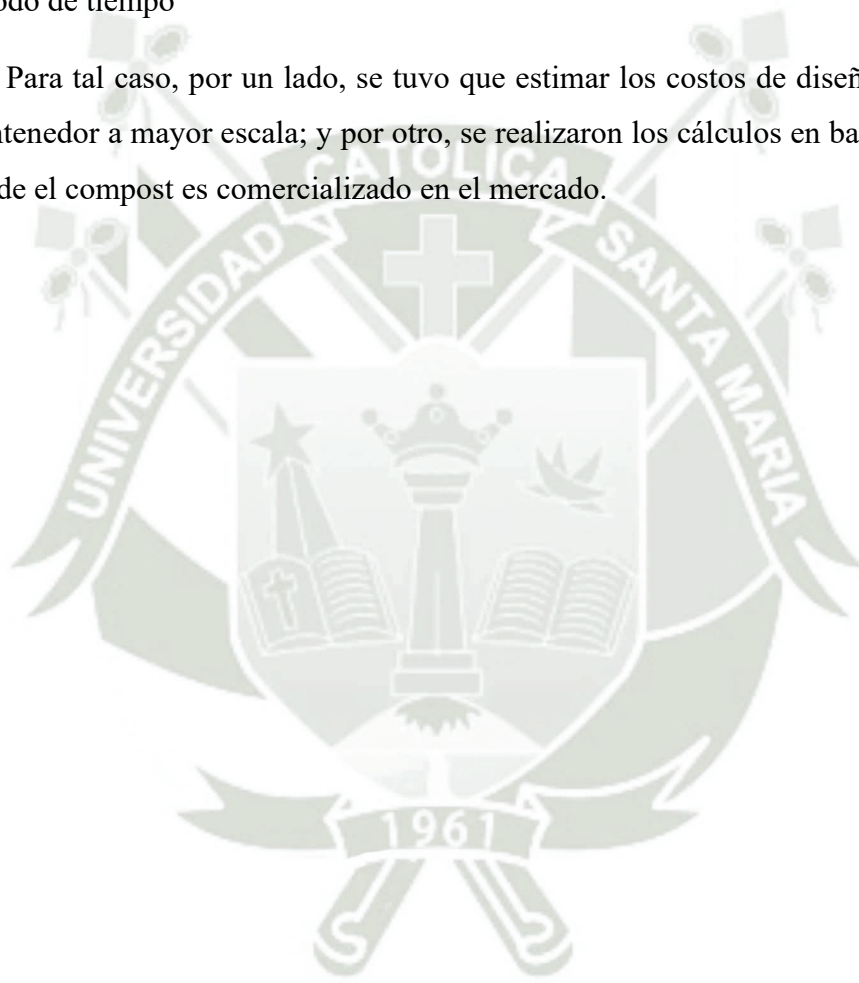 odo de tiempo
Para tal caso, por un lado, se tuvo que estimar los costos de diseñ
ntenedor a mayor escala; y por otro, se realizaron los cálculos en ba
de el compost es comercializado en el mercado.
CATOLICA
UNIVERSIDAD
SANTA MARIA
1961